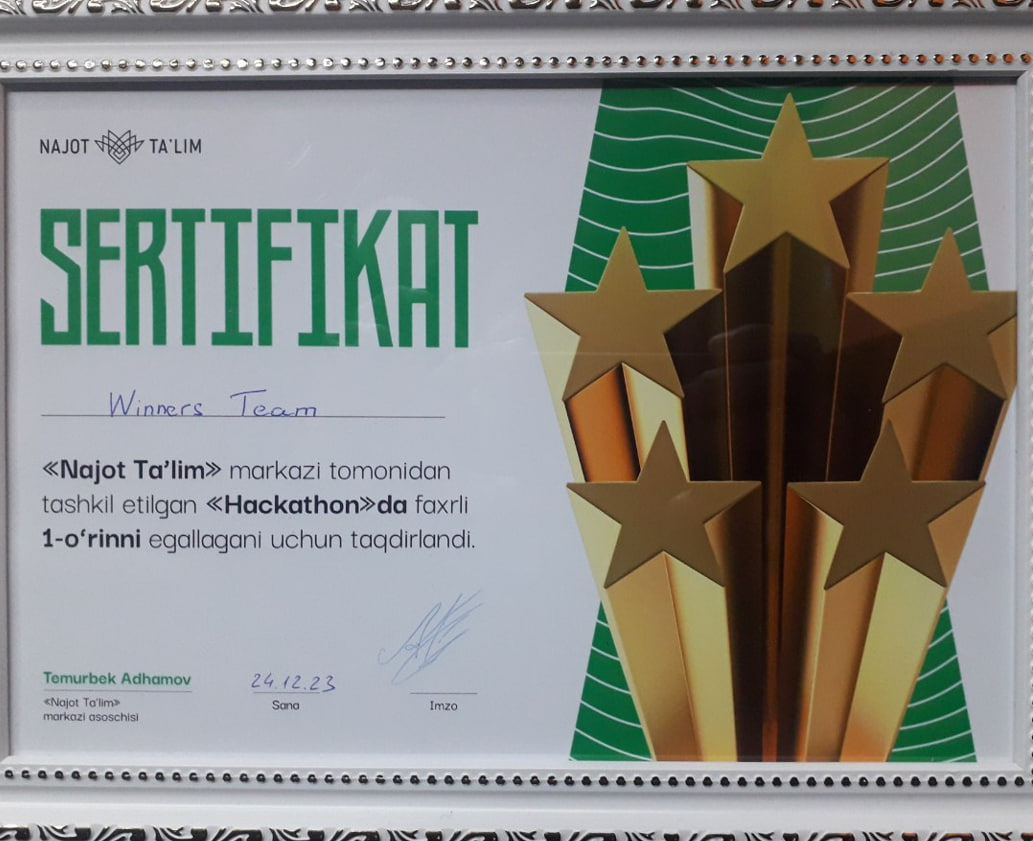 NAJOT TA'LIM
SERTIFIKAT
Winners Team
«Najot Ta’lim» markazi tomonidan
tashkil etilgan «Hackathon»da faxrli
1-o‘rinni egallagani uchun taqdirlandi.
Temurbek Adhamov
«Najot Ta'lim»
markazi asoschisi
24.12.23
Sana
Imzo